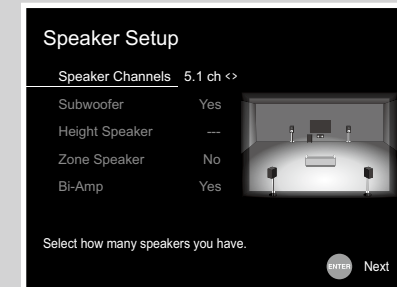 Speaker Setup
Speaker Channels 5.1 ch <>
Subwoofer Yes
Height Speaker ---
Zone Speaker No
Bi-Amp Yes
Select how many speakers you have.
ENTER Next